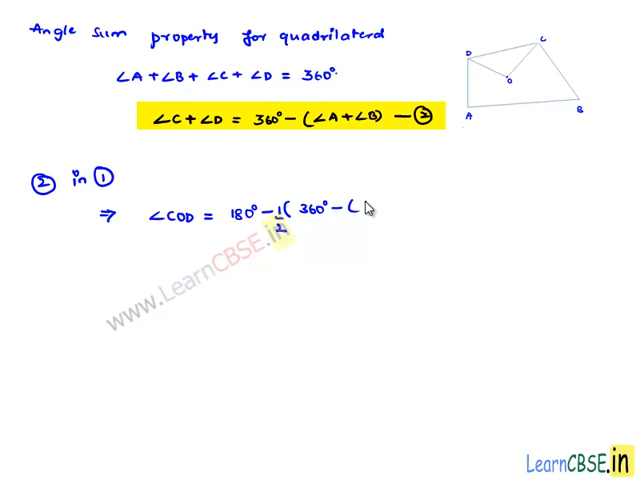 Angle sum property for quadrilateral
∠A + ∠B + ∠C + ∠D = 360°
∠C + ∠D = 360° − (∠A + ∠B) — ②
② in ①
⇒ ∠COD = 180° − 1/2 ( 360° − (
D
C
O
A
B
www.LearnCBSE.in
LearnCBSE.in